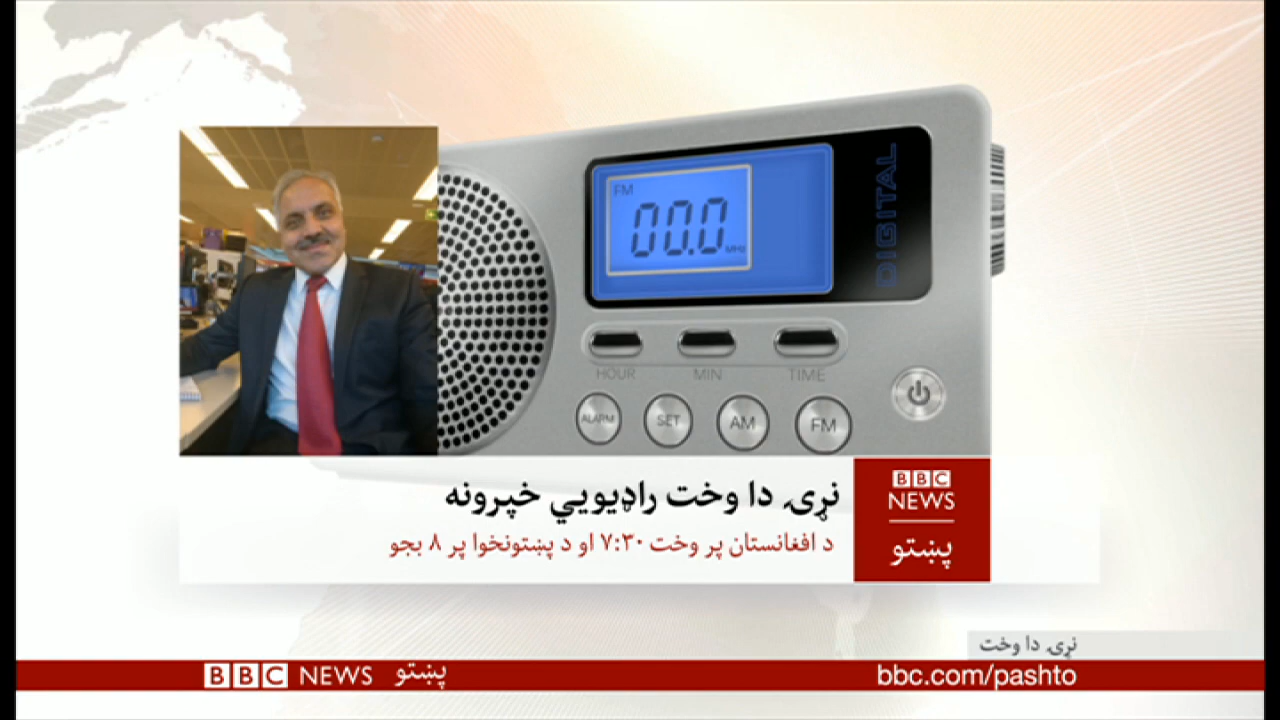 FM
00.0
MHz
DIGITAL
HOUR MIN TIME
ALARM SET AM FM
نړۍ دا وخت راډیويي خپرونه
د افغانستان پر وخت ۷:۳۰ او د پښتونخوا پر ۸ بجو
BBC
NEWS
پښتو
نړۍ دا وخت
BBC NEWS پښتو
bbc.com/pashto